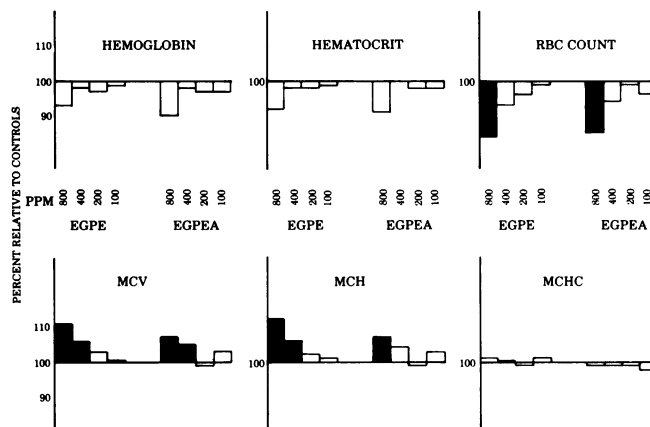 PERCENT RELATIVE TO CONTROLS
110
100
90
HEMOGLOBIN
100
HEMATOCRIT
100
RBC COUNT
PPM
800 400 200 100 800 400 200 100
EGPE EGPEA
800 400 200 100 800 400 200 100
EGPE EGPEA
800 400 200 100 800 400 200 100
EGPE EGPEA
110
100
90
MCV
100
MCH
100
MCHC